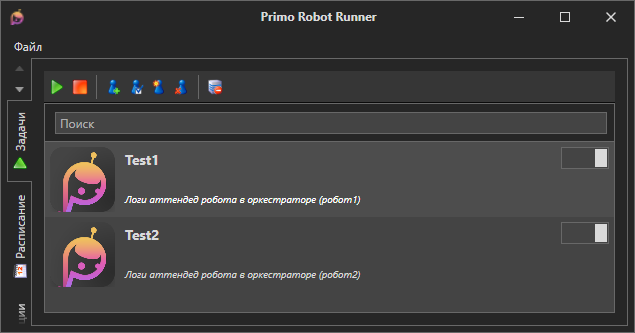 Primo Robot Runner
Файл
Задачи
Расписание
ции
Поиск
Test1
Логи аттендед робота в оркестраторе (робот1)
Test2
Логи аттендед робота в оркестраторе (робот2)
12